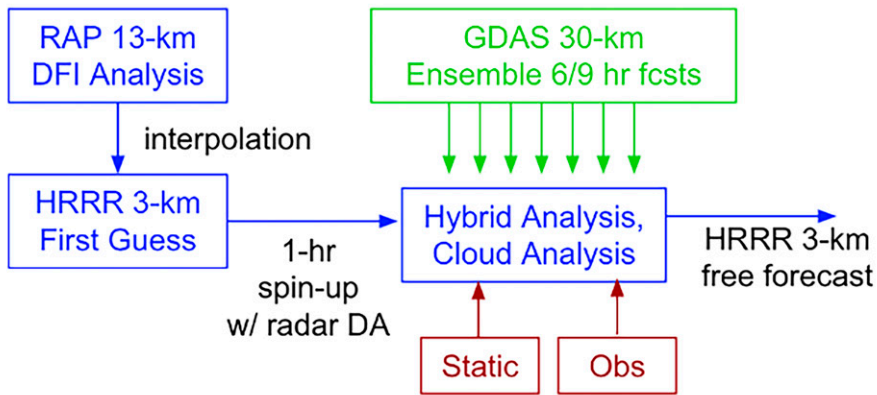 RAP 13-km
DFI Analysis
GDAS 30-km
Ensemble 6/9 hr fcsts
interpolation
HRRR 3-km
First Guess
1-hr
spin-up
w/ radar DA
Hybrid Analysis,
Cloud Analysis
HRRR 3-km
free forecast
Static
Obs